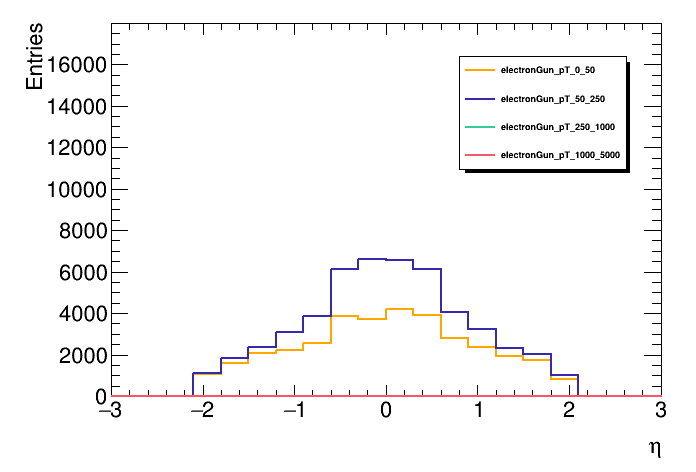 Entries
16000
14000
12000
10000
8000
6000
4000
2000
0
−3 −2 −1 0 1 2 3
η
electronGun_pT_0_50
electronGun_pT_50_250
electronGun_pT_250_1000
electronGun_pT_1000_5000